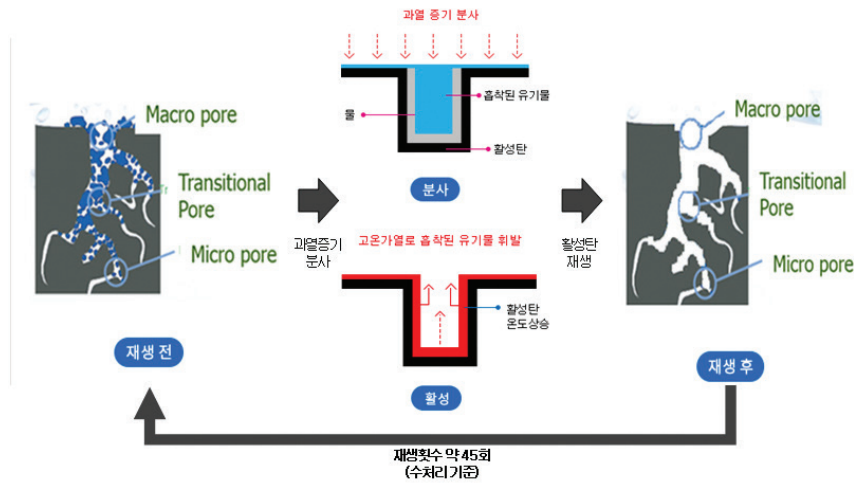 과열 증기 분사
흡착된 유기물
물
활성탄
분사
Macro pore
Transitional
Pore
Micro pore
재생 전
과열증기
분사
고온가열로 흡착된 유기물 휘발
활성탄
온도상승
활성
활성탄
재생
Macro pore
Transitional
Pore
Micro pore
재생 후
재생횟수 약 45회
(수처리 기준)